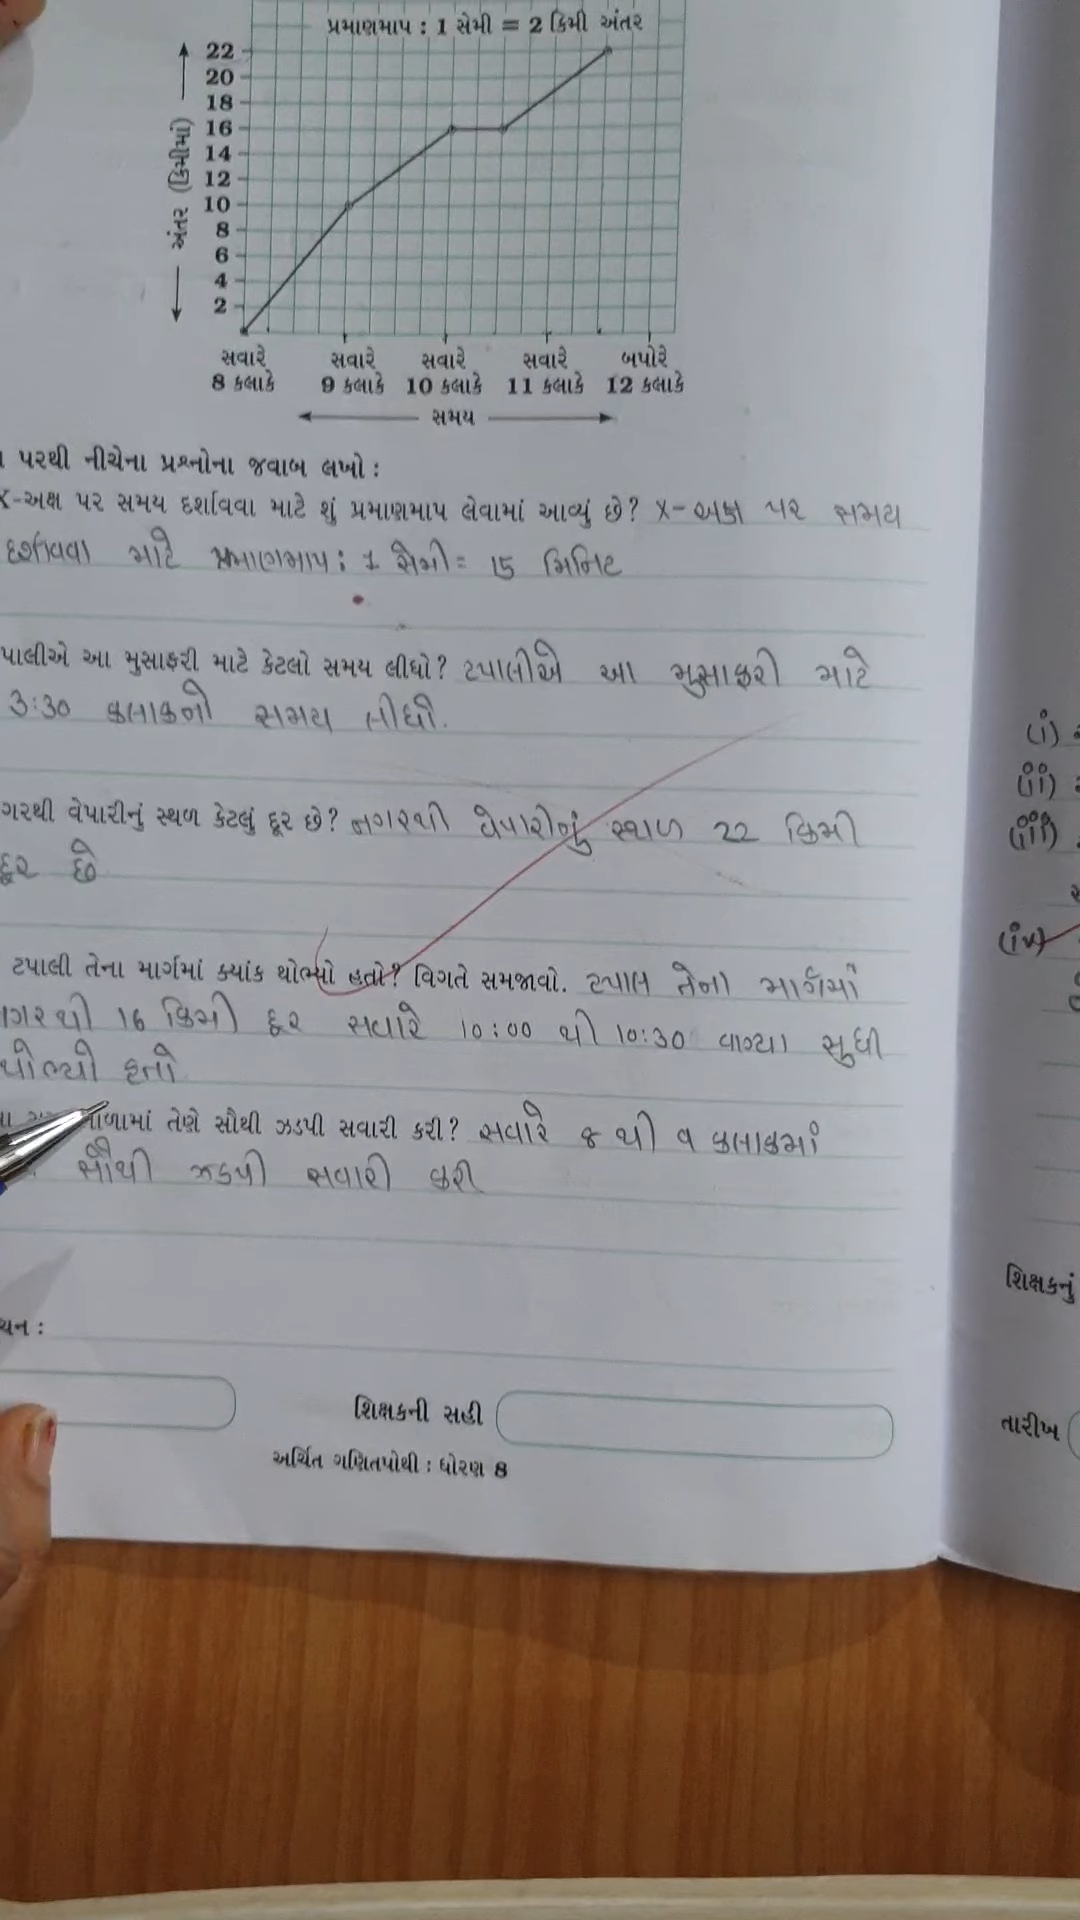 પ્રમાણમાપ : 1 સેમી = 2 કિમી અંતર
22
20
18
16
14
12
10
8
6
4
2
અંતર (કિમીમાં)
સવારે સવારે સવારે સવારે બપોરે
8 કલાકે 9 કલાકે 10 કલાકે 11 કલાકે 12 કલાકે
સમય
પરથી નીચેના પ્રશ્નોના જવાબ લખો :
X-અક્ષ પર સમય દર્શાવવા માટે શું પ્રમાણમાપ લેવામાં આવ્યું છે? X-અક્ષ પર સમય
દર્શાવવા માટે પ્રમાણમાપ : 1 સેમી = 15 મિનિટ
પાલીએ આ મુસાફરી માટે કેટલો સમય લીધો? ટપાલીએ આ મુસાફરી માટે
3:30 કલાકનો સમય લીધો.
ગરથી વેપારીનું સ્થળ કેટલું દૂર છે? નગરથી વેપારીનું સ્થળ 22 કિમી
દૂર છે
ટપાલી તેના માર્ગમાં ક્યાંક થોભ્યો હતો? વિગતે સમજાવો. ટપાલ તેના માર્ગમાં
ગરથી 16 કિમી દૂર સવારે 10:00 થી 10:30 વાગ્યા સુધી
થોભ્યો હતો
ળામાં તેણે સૌથી ઝડપી સવારી કરી? સવારે 8 થી 9 કલાકમાં
સૌથી ઝડપી સવારી કરી
ચન :
શિક્ષકની સહી
અર્ચિત ગણિતપોથી : ધોરણ 8
(i)
(ii)
(iii)
(iv)
શિક્ષકનું
તારીખ